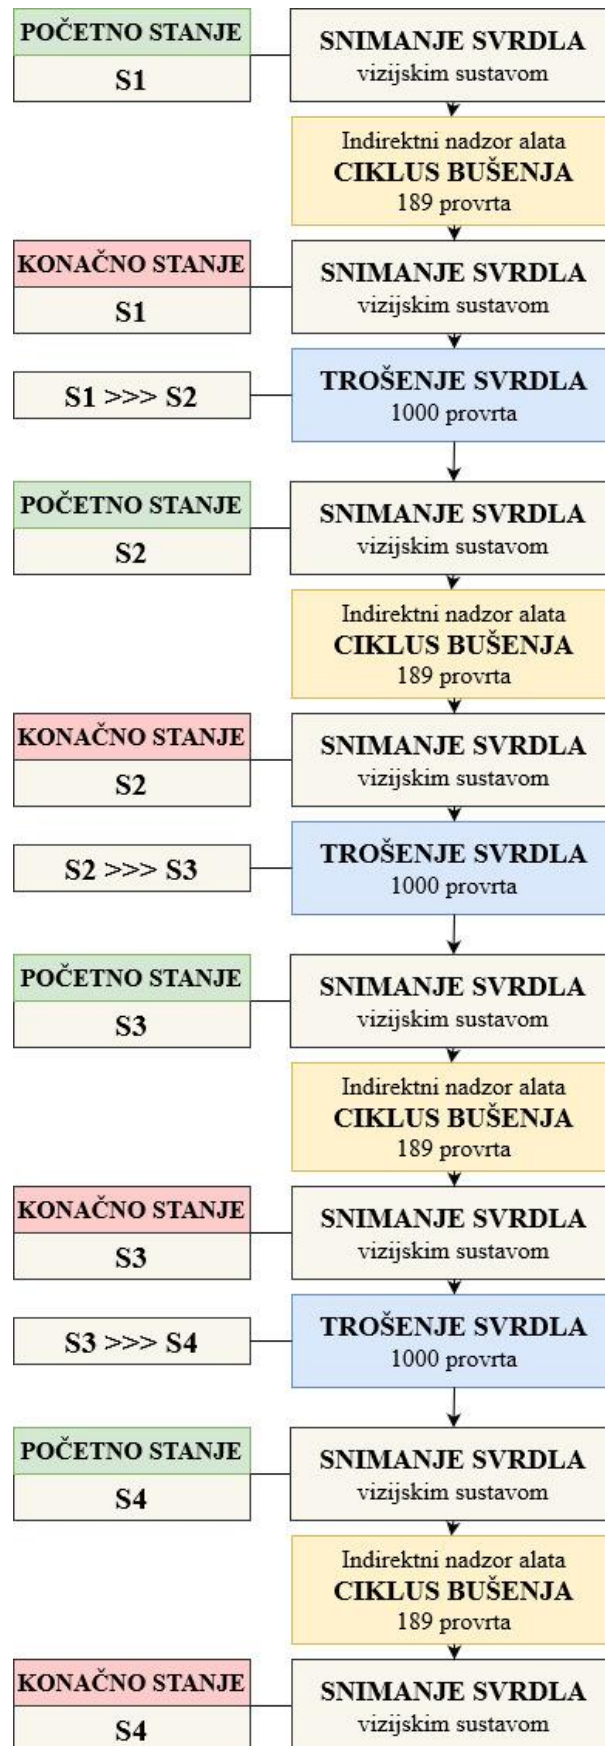 POČETNO STANJE
S1
SNIMANJE SVRDLA
vizijskim sustavom
Indirektni nadzor alata
CIKLUS BUŠENJA
189 provrta
KONAČNO STANJE
S1
SNIMANJE SVRDLA
vizijskim sustavom
S1 >>> S2
TROŠENJE SVRDLA
1000 provrta
POČETNO STANJE
S2
SNIMANJE SVRDLA
vizijskim sustavom
Indirektni nadzor alata
CIKLUS BUŠENJA
189 provrta
KONAČNO STANJE
S2
SNIMANJE SVRDLA
vizijskim sustavom
S2 >>> S3
TROŠENJE SVRDLA
1000 provrta
POČETNO STANJE
S3
SNIMANJE SVRDLA
vizijskim sustavom
Indirektni nadzor alata
CIKLUS BUŠENJA
189 provrta
KONAČNO STANJE
S3
SNIMANJE SVRDLA
vizijskim sustavom
S3 >>> S4
TROŠENJE SVRDLA
1000 provrta
POČETNO STANJE
S4
SNIMANJE SVRDLA
vizijskim sustavom
Indirektni nadzor alata
CIKLUS BUŠENJA
189 provrta
KONAČNO STANJE
S4
SNIMANJE SVRDLA
vizijskim sustavom